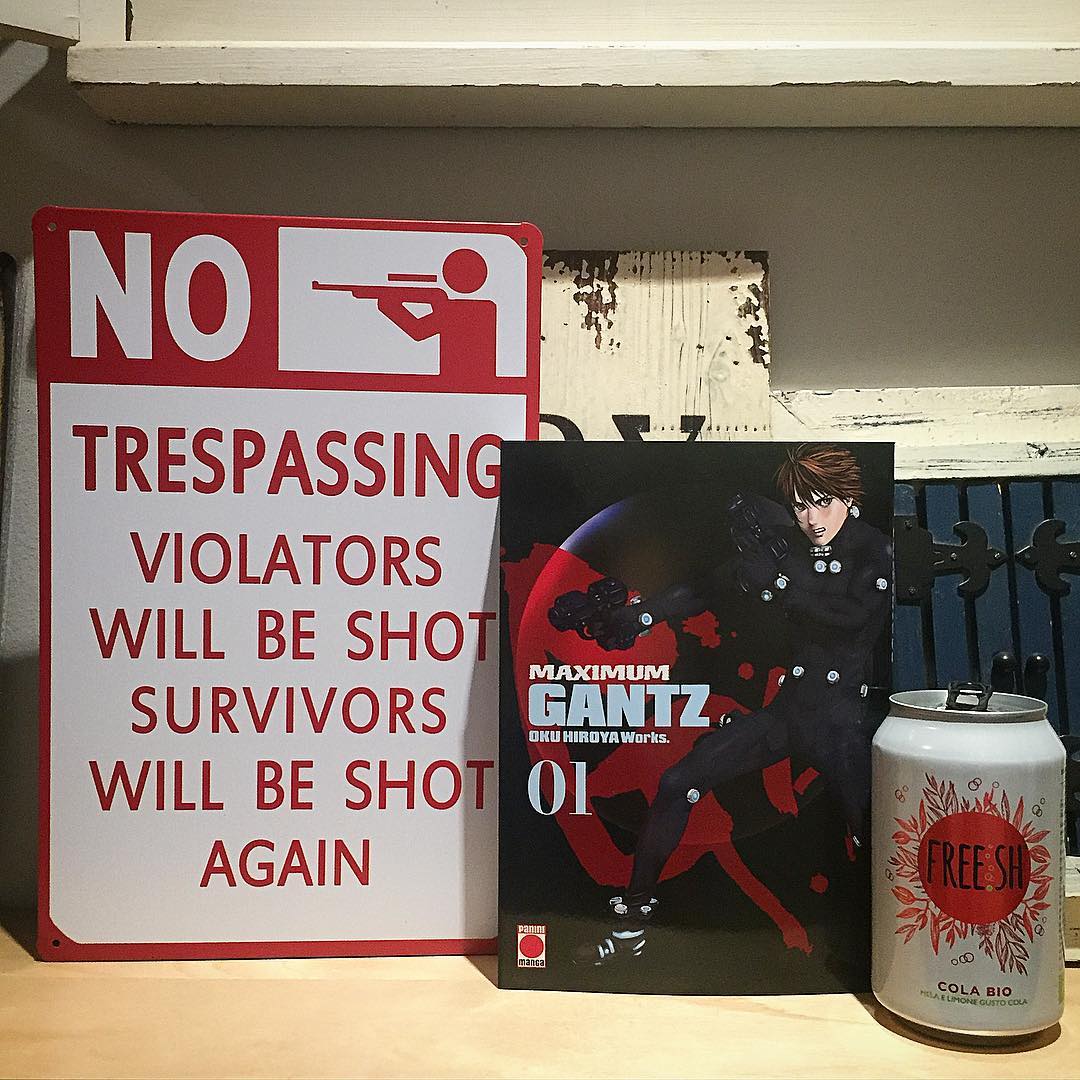 NO
TRESPASSING
VIOLATORS
WILL BE SHOT
SURVIVORS
WILL BE SHOT
AGAIN
MAXIMUM
GANTZ
OKU HIROYA Works.
01
PANINI
manga
FREE SH
COLA BIO
MELA E LIMONE GUSTO COLA